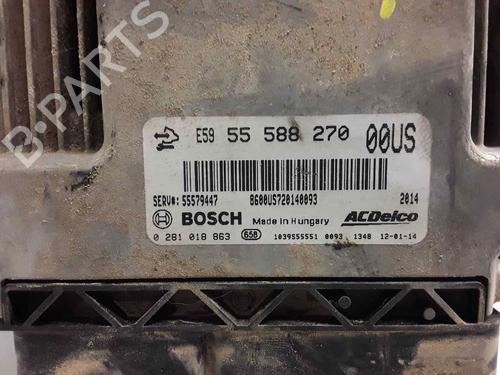 B-PARTS
E59 55 588 270 00US
SERV#: 55579447 8600US720140093 2014
BOSCH Made in Hungary ACDelco
0 281 018 863 658 1039S55551 0093 1348 12-01-14